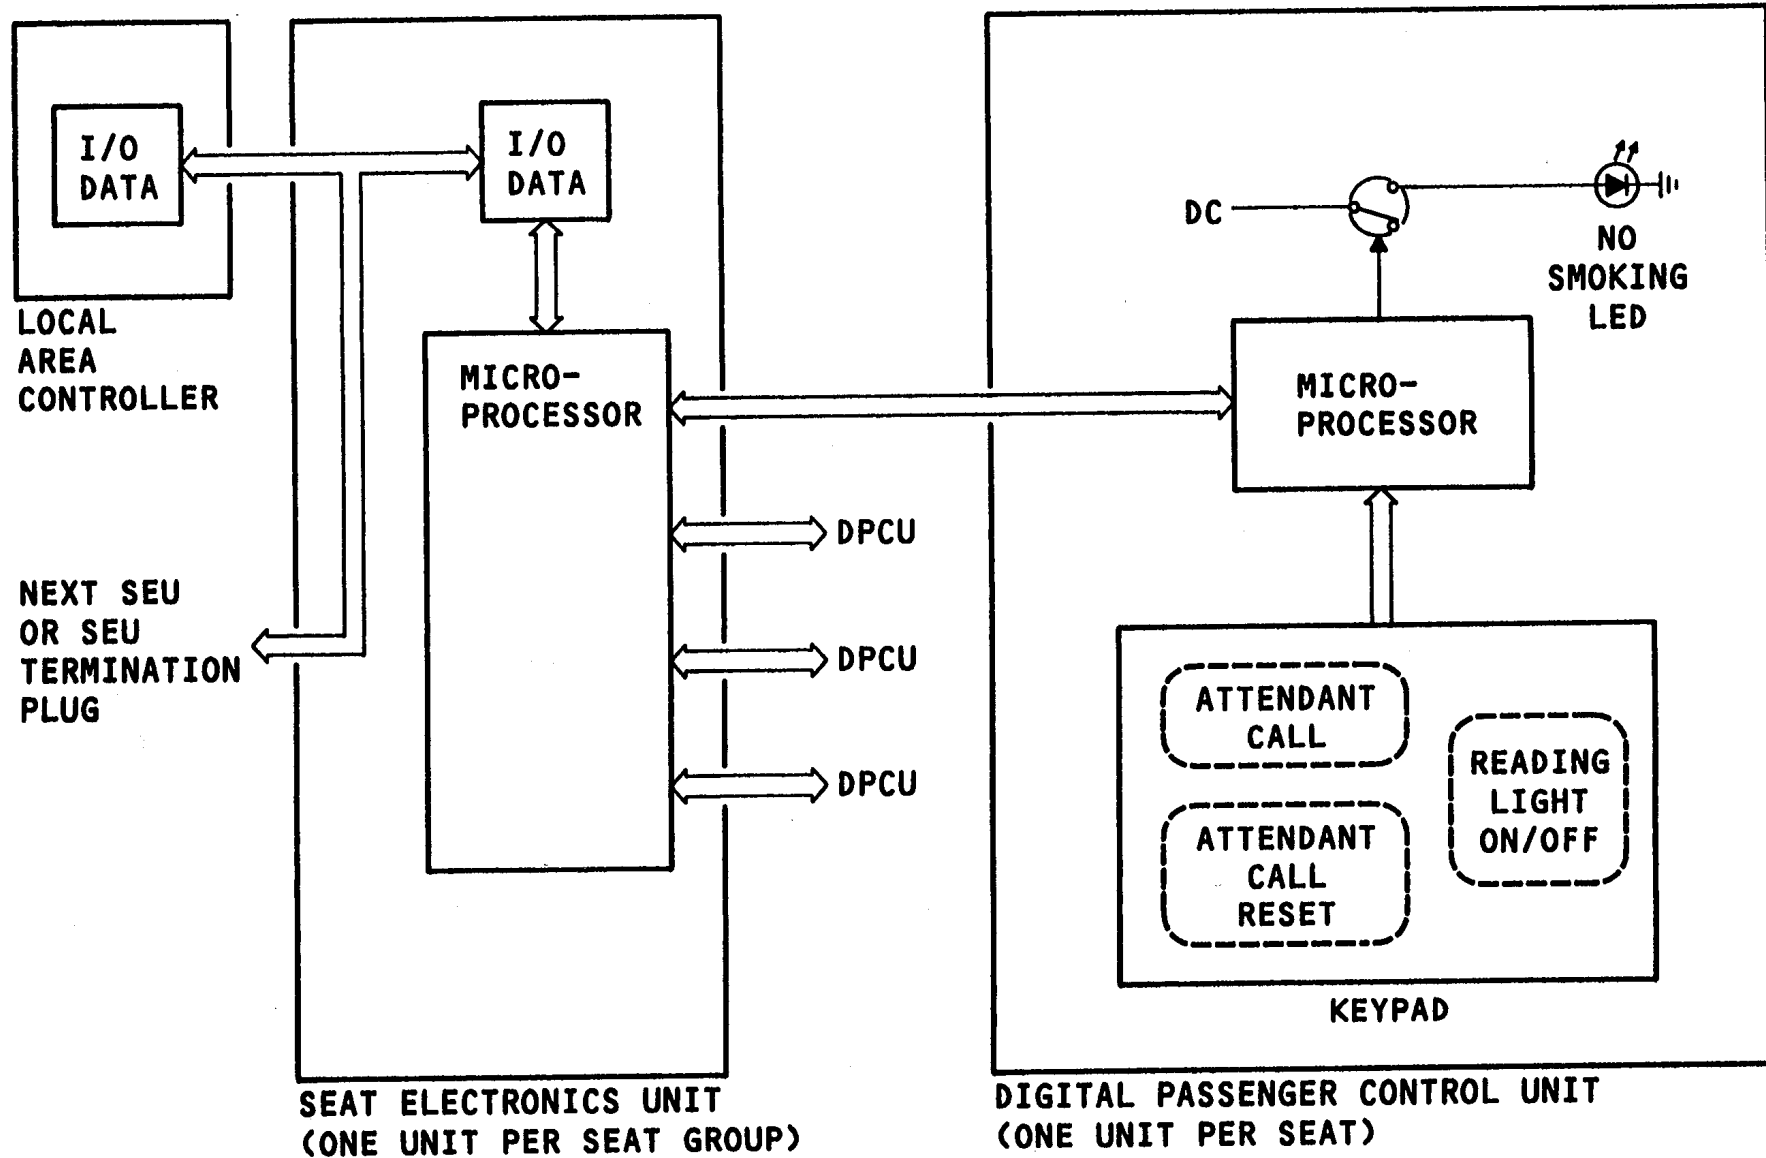 I/O
DATA
LOCAL
AREA
CONTROLLER
NEXT SEU
OR SEU
TERMINATION
PLUG
I/O
DATA
MICRO-
PROCESSOR
DPCU
DPCU
DPCU
SEAT ELECTRONICS UNIT
(ONE UNIT PER SEAT GROUP)
DC
NO
SMOKING
LED
MICRO-
PROCESSOR
ATTENDANT
CALL
ATTENDANT
CALL
RESET
READING
LIGHT
ON/OFF
KEYPAD
DIGITAL PASSENGER CONTROL UNIT
(ONE UNIT PER SEAT)